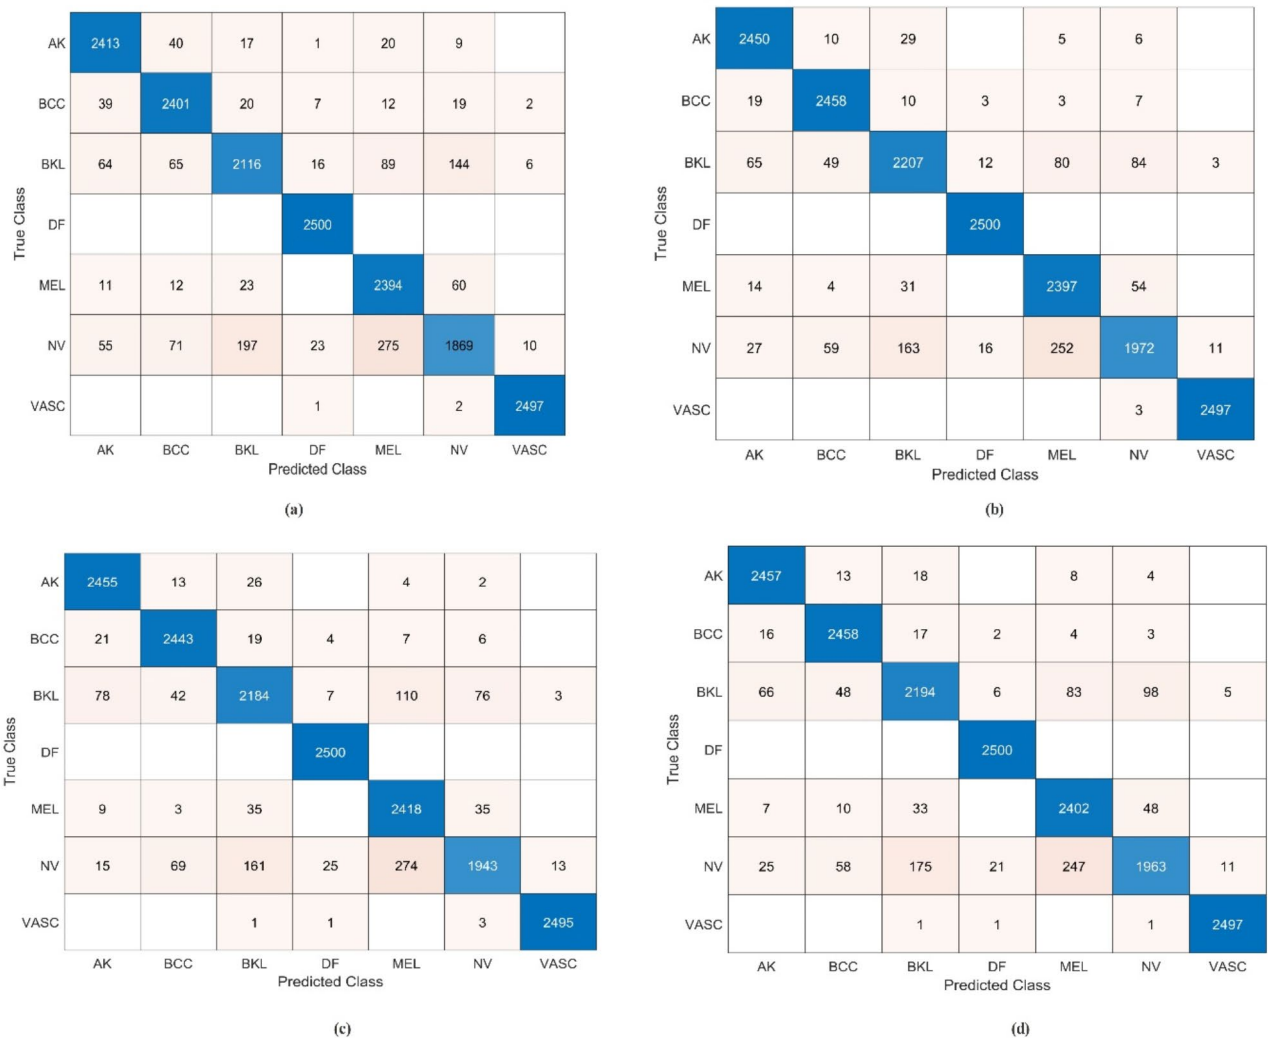 AK 2413 40 17 1 20 9
BCC 39 2401 20 7 12 19 2
BKL 64 65 2116 16 89 144 6
DF 2500
MEL 11 12 23 2394 60
NV 55 71 197 23 275 1869 10
VASC 1 2 2497
True Class
AK BCC BKL DF MEL NV VASC
Predicted Class
(a)
AK 2450 10 29 5 6
BCC 19 2458 10 3 3 7
BKL 65 49 2207 12 80 84 3
DF 2500
MEL 14 4 31 2397 54
NV 27 59 163 16 252 1972 11
VASC 3 2497
True Class
AK BCC BKL DF MEL NV VASC
Predicted Class
(b)
AK 2455 13 26 4 2
BCC 21 2443 19 4 7 6
BKL 78 42 2184 7 110 76 3
DF 2500
MEL 9 3 35 2418 35
NV 15 69 161 25 274 1943 13
VASC 1 1 3 2495
True Class
AK BCC BKL DF MEL NV VASC
Predicted Class
(c)
AK 2457 13 18 8 4
BCC 16 2458 17 2 4 3
BKL 66 48 2194 6 83 98 5
DF 2500
MEL 7 10 33 2402 48
NV 25 58 175 21 247 1963 11
VASC 1 1 1 2497
True Class
AK BCC BKL DF MEL NV VASC
Predicted Class
(d)